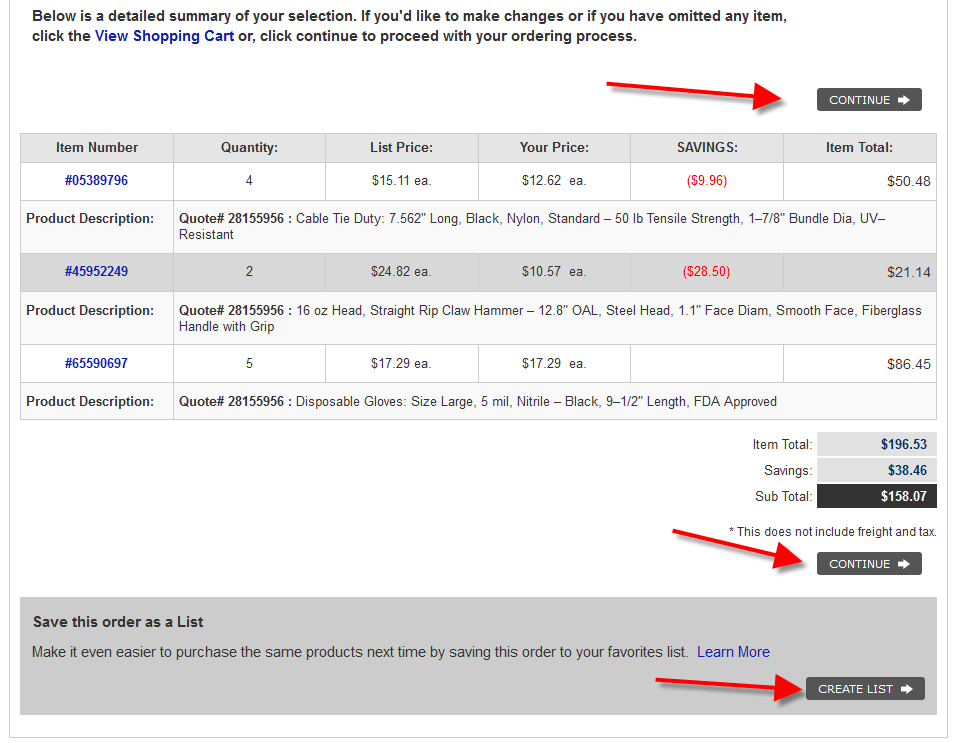 Below is a detailed summary of your selection. If you'd like to make changes or if you have omitted any item,
click the View Shopping Cart or, click continue to proceed with your ordering process.
CONTINUE
Item Number Quantity: List Price: Your Price: SAVINGS: Item Total:
#05389796 4 $15.11 ea. $12.62 ea. ($9.96) $50.48
Product Description: Quote# 28155956 : Cable Tie Duty: 7.562" Long, Black, Nylon, Standard – 50 lb Tensile Strength, 1–7/8" Bundle Dia, UV–
Resistant
#45952249 2 $24.82 ea. $10.57 ea. ($28.50) $21.14
Product Description: Quote# 28155956 : 16 oz Head, Straight Rip Claw Hammer – 12.8" OAL, Steel Head, 1.1" Face Diam, Smooth Face, Fiberglass
Handle with Grip
#65590697 5 $17.29 ea. $17.29 ea. $86.45
Product Description: Quote# 28155956 : Disposable Gloves: Size Large, 5 mil, Nitrile – Black, 9–1/2" Length, FDA Approved
Item Total: $196.53
Savings: $38.46
Sub Total: $158.07
* This does not include freight and tax.
CONTINUE
Save this order as a List
Make it even easier to purchase the same products next time by saving this order to your favorites list. Learn More
CREATE LIST